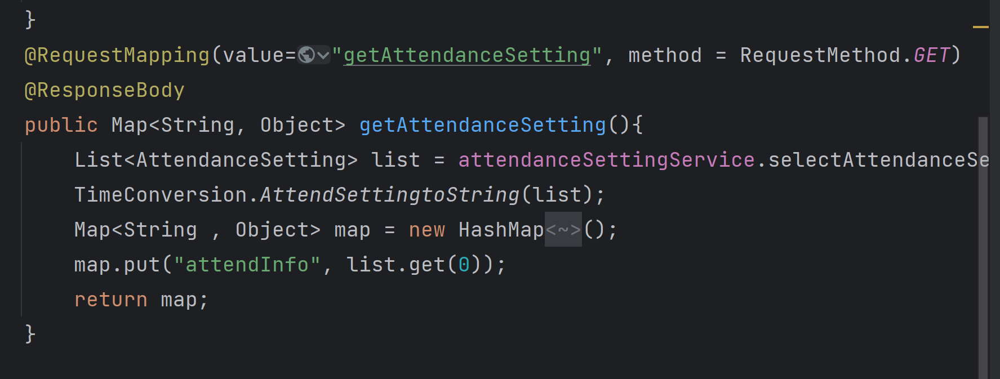 }
@RequestMapping(value="getAttendanceSetting", method = RequestMethod.GET)
@ResponseBody
public Map<String, Object> getAttendanceSetting(){
List<AttendanceSetting> list = attendanceSettingService.selectAttendanceSe
TimeConversion.AttendSettingtoString(list);
Map<String , Object> map = new HashMap<~>();
map.put("attendInfo", list.get(0));
return map;
}